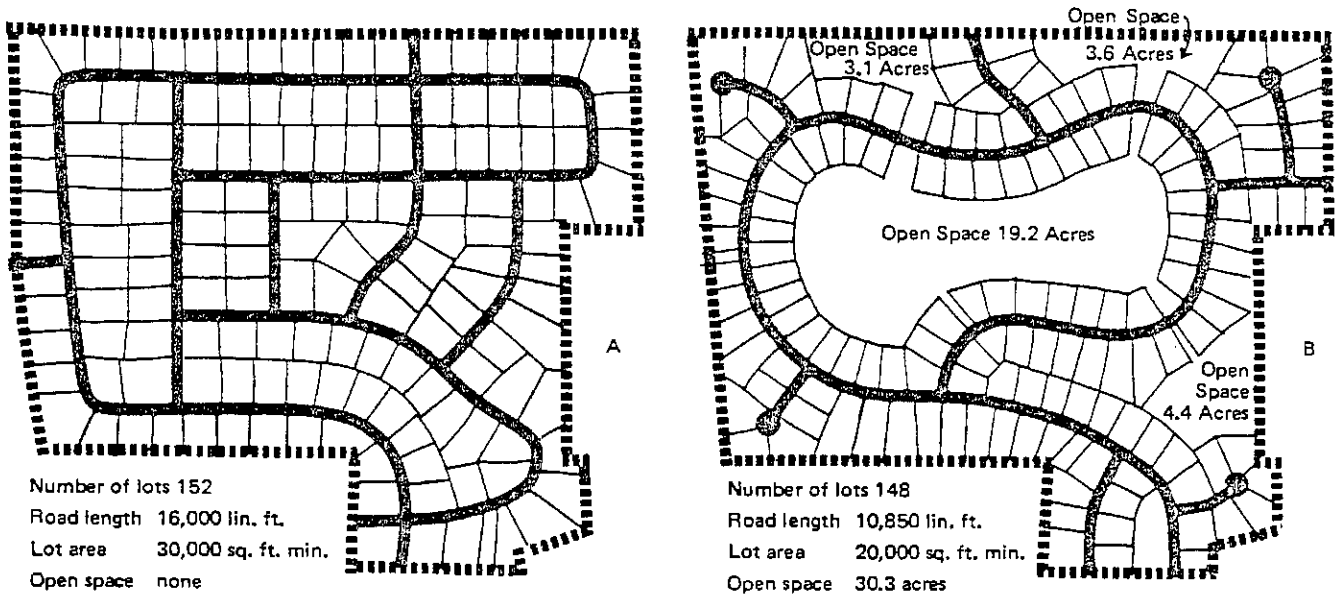 A
Number of lots 152
Road length 16,000 lin. ft.
Lot area 30,000 sq. ft. min.
Open space none
Open Space
3.6 Acres
Open Space
3.1 Acres
Open Space 19.2 Acres
B
Open
Space
4.4 Acres
Number of lots 148
Road length 10,850 lin. ft.
Lot area 20,000 sq. ft. min.
Open space 30.3 acres